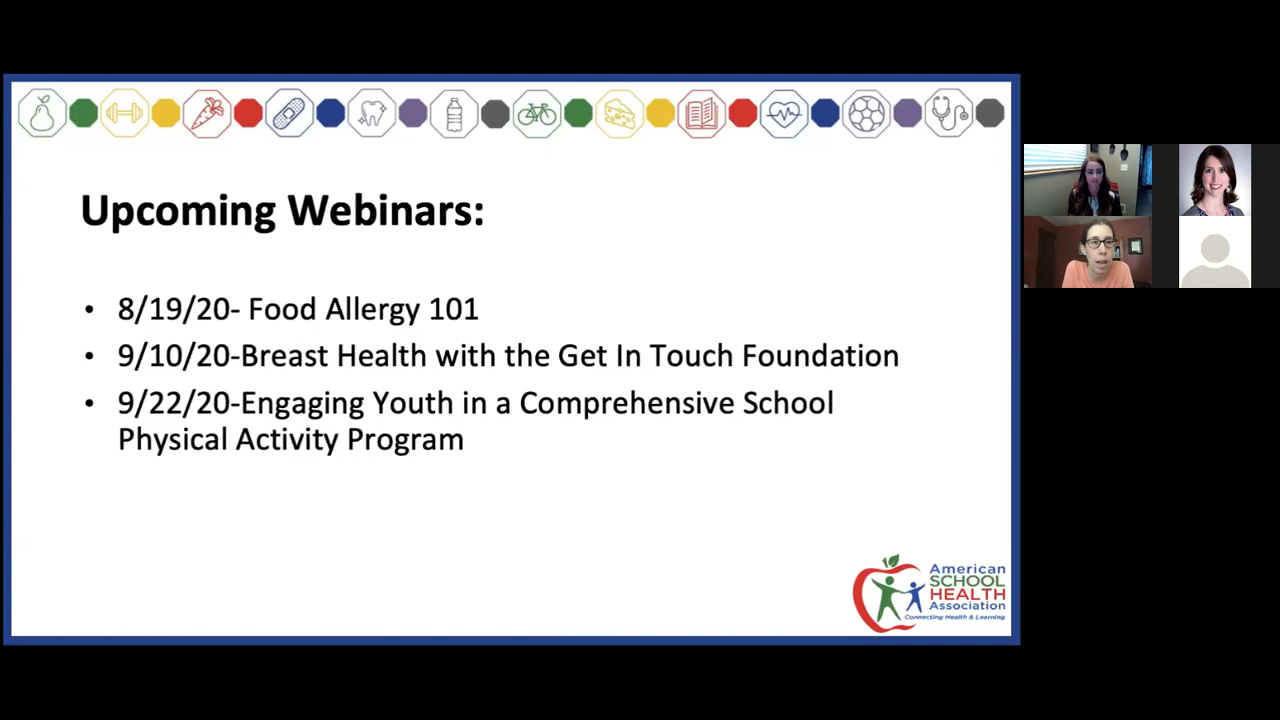 Upcoming Webinars:
• 8/19/20- Food Allergy 101
• 9/10/20-Breast Health with the Get In Touch Foundation
• 9/22/20-Engaging Youth in a Comprehensive School
Physical Activity Program
American
SCHOOL
HEALTH
Association
Connecting Health & Learning